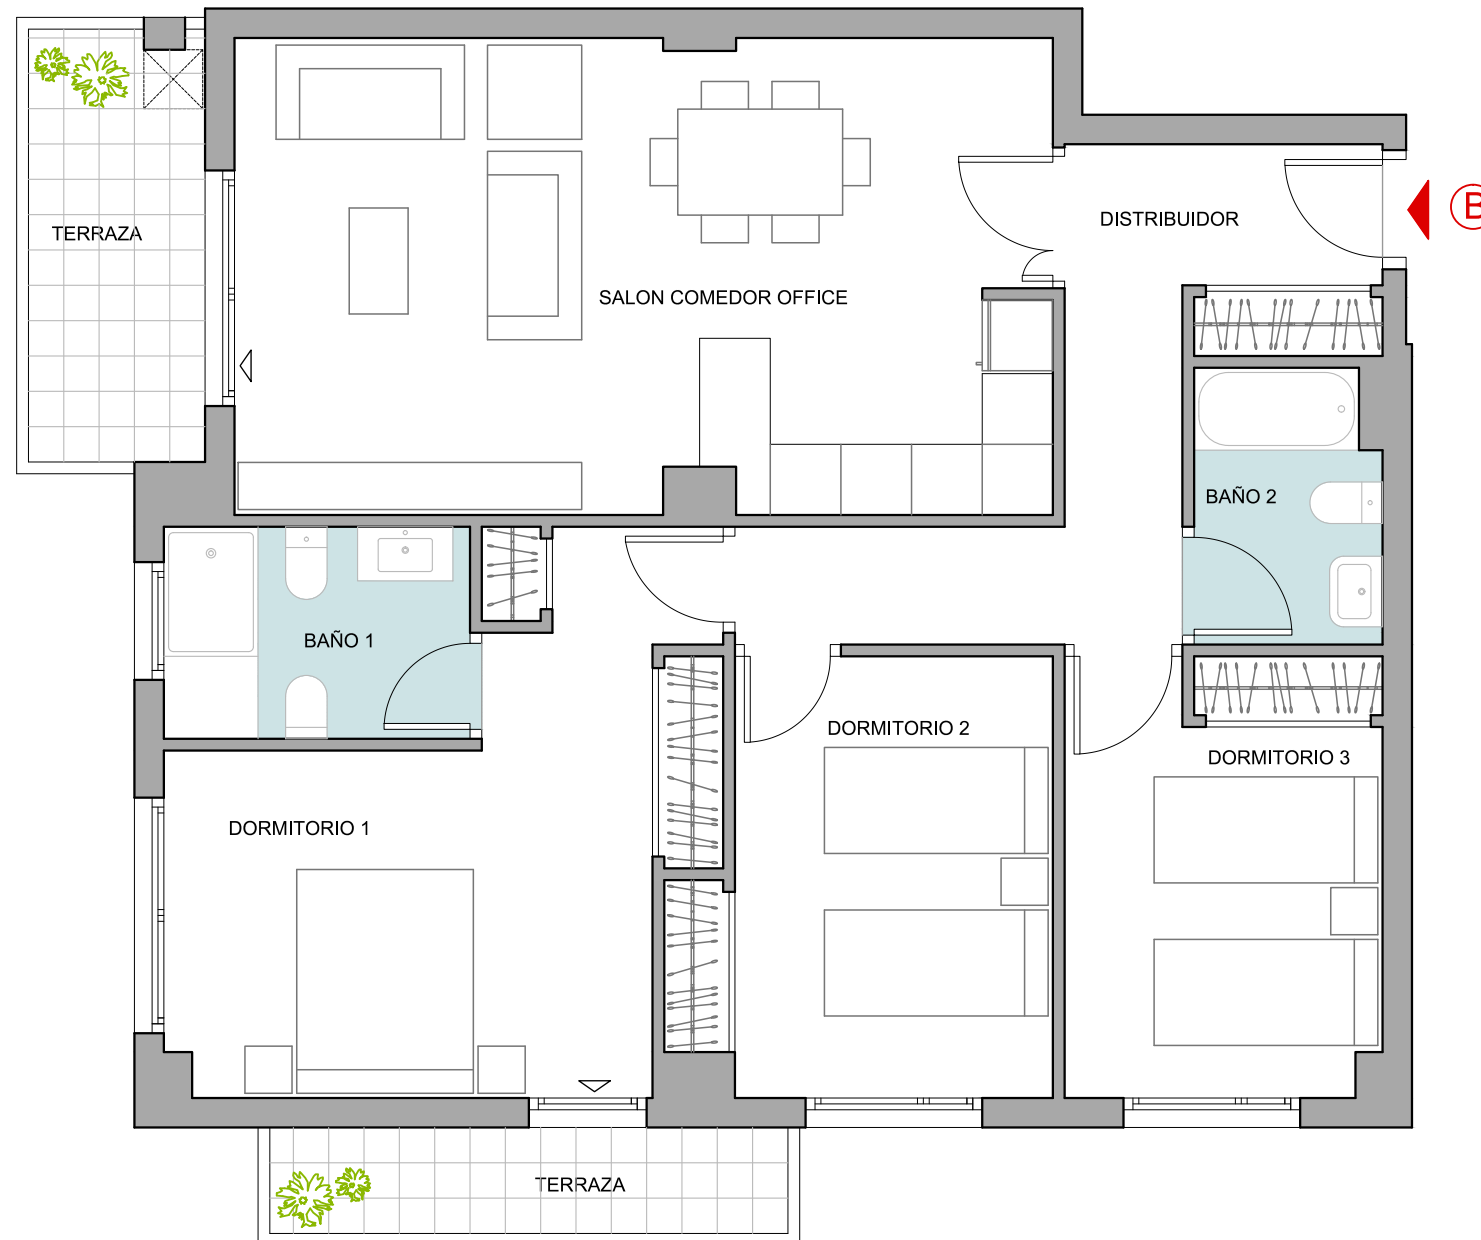 TERRAZA
DISTRIBUIDOR
B
SALON COMEDOR OFFICE
BAÑO 2
BAÑO 1
DORMITORIO 2
DORMITORIO 3
DORMITORIO 1
TERRAZA